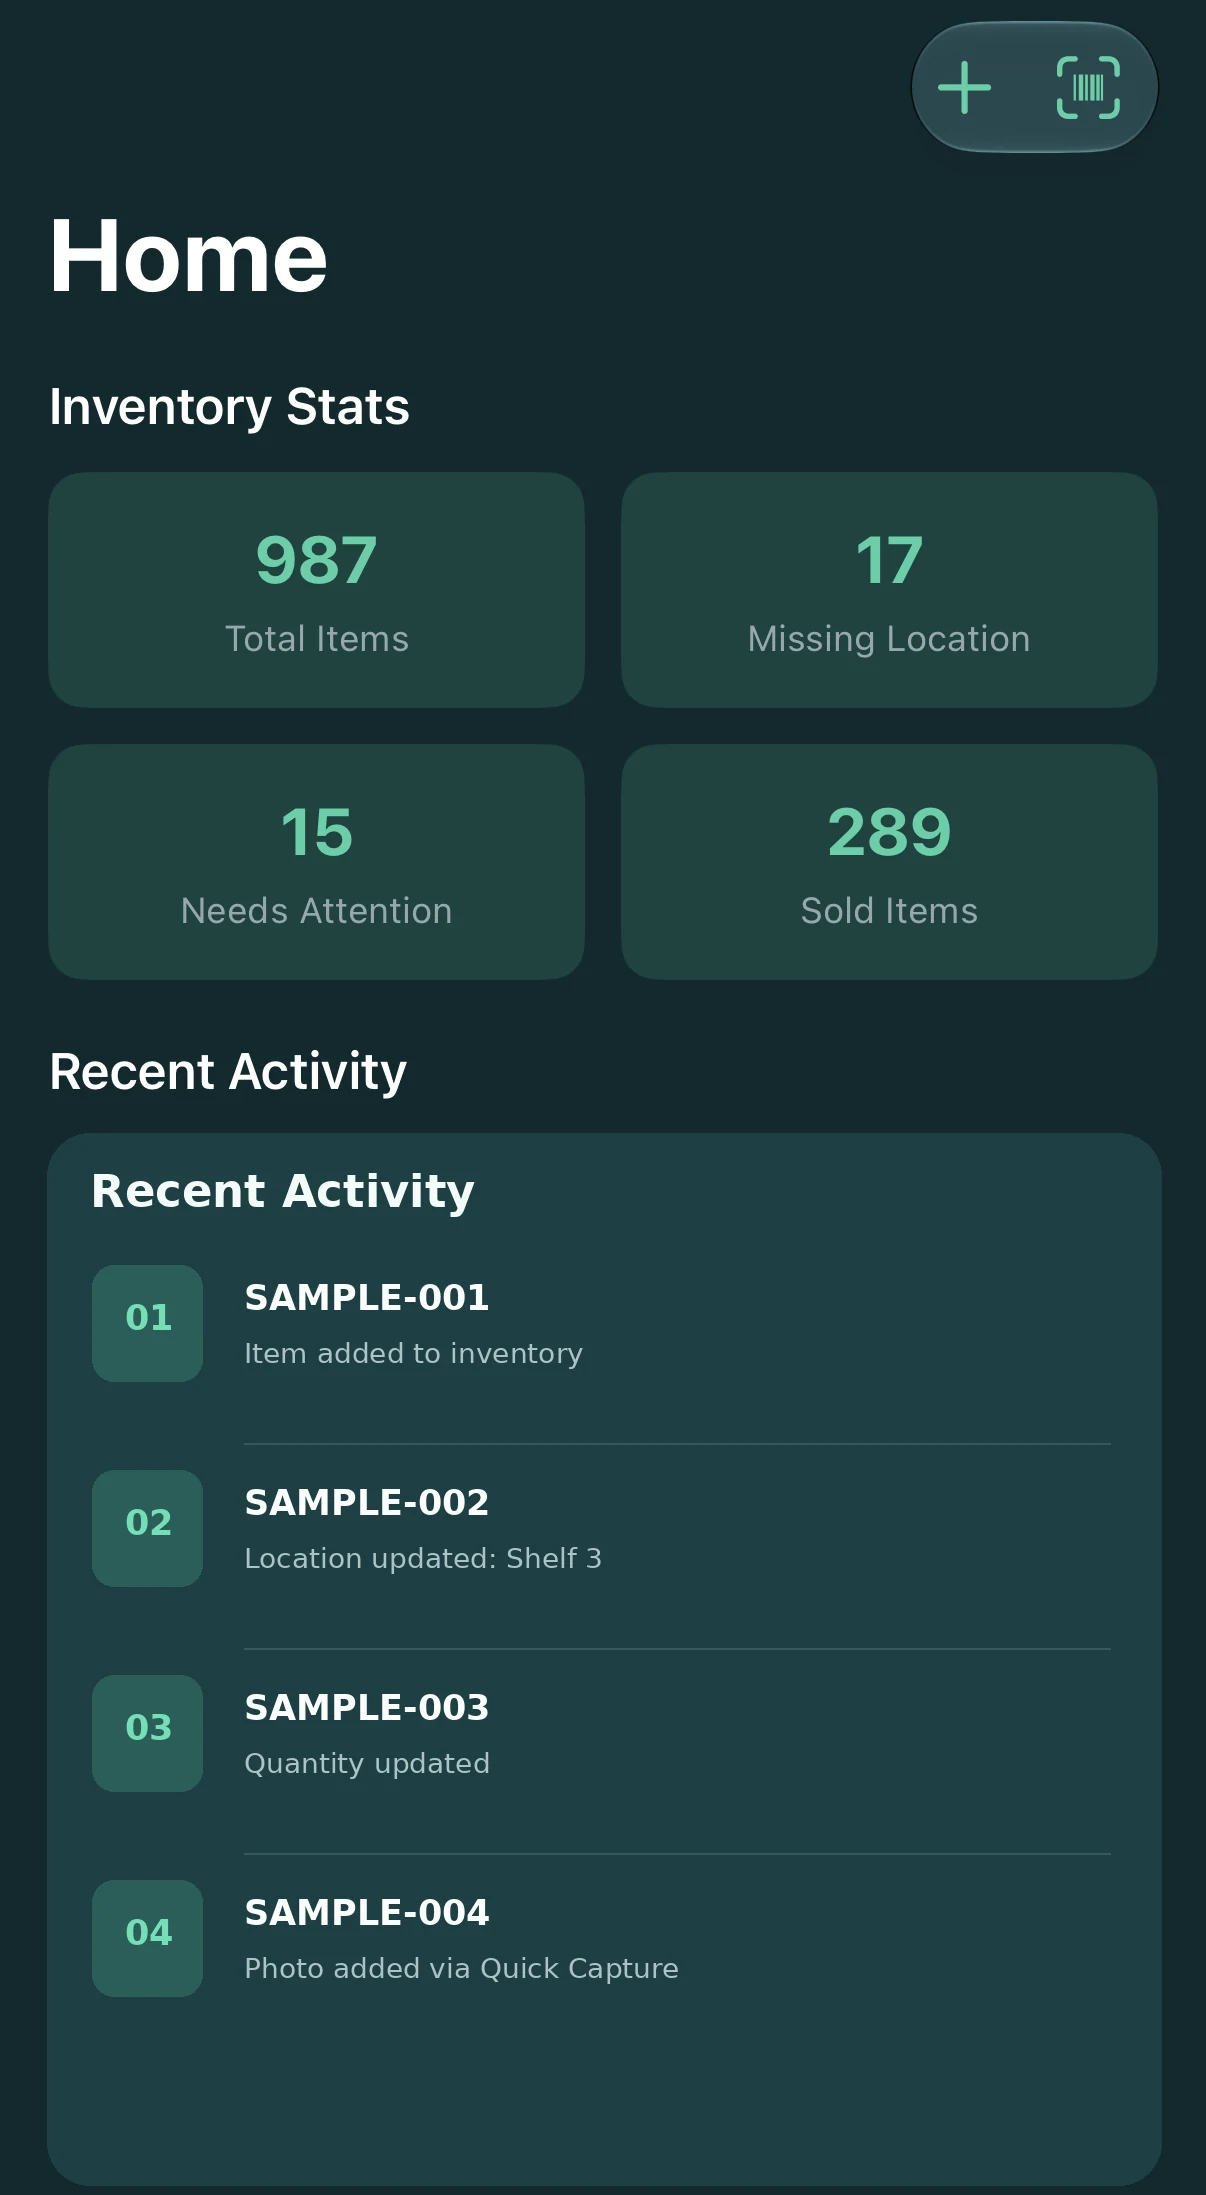 Home
Inventory Stats
987
Total Items
17
Missing Location
15
Needs Attention
289
Sold Items
Recent Activity
Recent Activity
01
SAMPLE-001
Item added to inventory
02
SAMPLE-002
Location updated: Shelf 3
03
SAMPLE-003
Quantity updated
04
SAMPLE-004
Photo added via Quick Capture